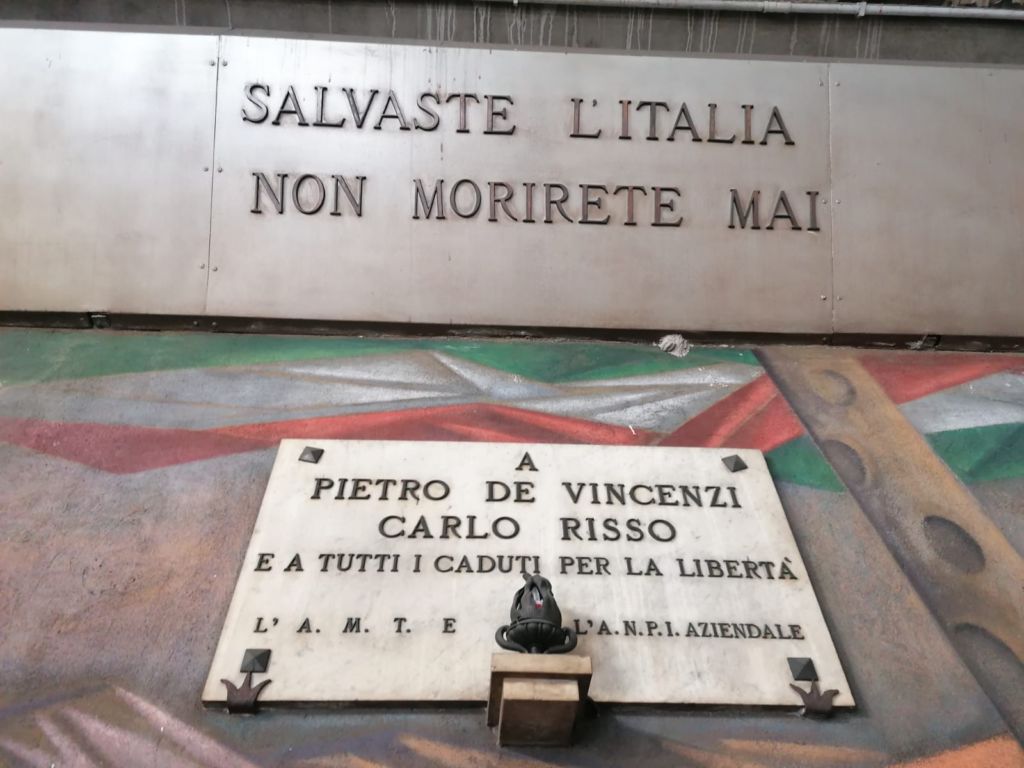 SALVASTE L'ITALIA
NON MORIRETE MAI
A
PIETRO DE VINCENZI
CARLO RISSO
E A TUTTI I CADUTI PER LA LIBERTÀ
L' A. M. T. E L'A.N.P.I. AZIENDALE